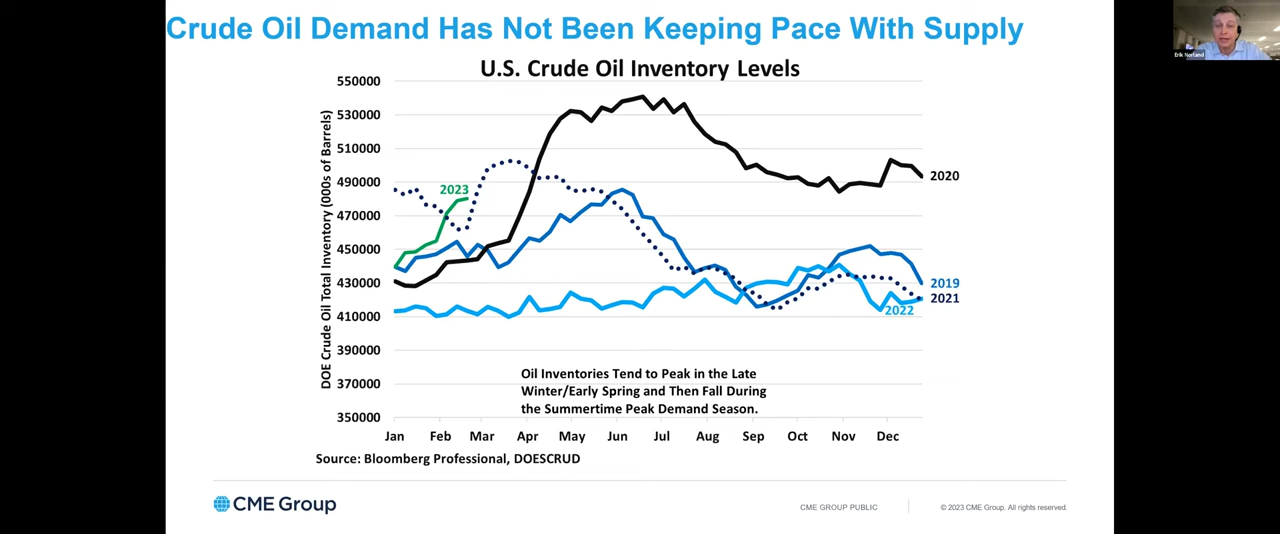 Crude Oil Demand Has Not Been Keeping Pace With Supply
Erik Norland
U.S. Crude Oil Inventory Levels
DOE Crude Oil Total Inventory (000s of Barrels)
550000
530000
510000
490000
470000
450000
430000
410000
390000
370000
350000
2023
2020
2019
2021
2022
Oil Inventories Tend to Peak in the Late
Winter/Early Spring and Then Fall During
the Summertime Peak Demand Season.
Jan Feb Mar Apr May Jun Jul Aug Sep Oct Nov Dec
Source: Bloomberg Professional, DOESCRUD
CME Group
CME GROUP PUBLIC
© 2023 CME Group. All rights reserved.